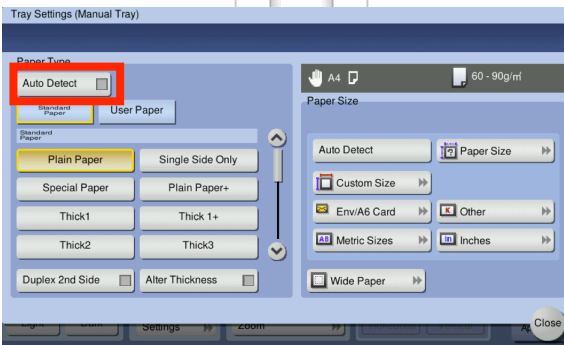 Tray Settings (Manual Tray)
Paper Type
Auto Detect
Standard Paper
User Paper
Standard Paper
Plain Paper
Single Side Only
Special Paper
Plain Paper+
Thick1
Thick 1+
Thick2
Thick3
Duplex 2nd Side
Alter Thickness
A4
60 - 90g/㎡
Paper Size
Auto Detect
Paper Size
Custom Size
Env/A6 Card
Other
Metric Sizes
Inches
Wide Paper
Light
Dark
Settings
Zoom
Close